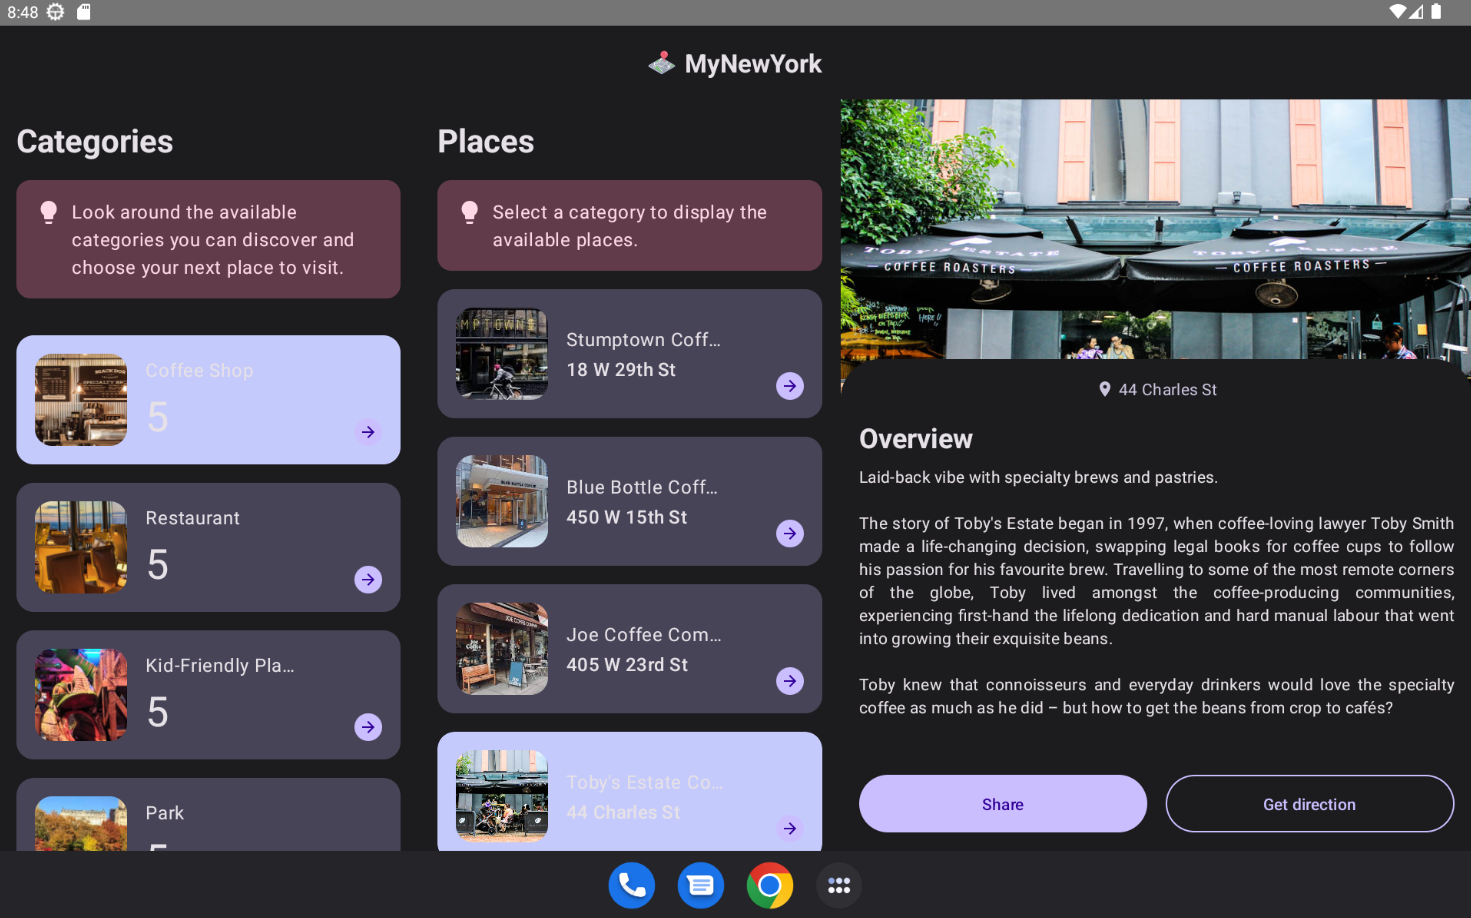 8:48
MyNewYork
Categories
Look around the available
categories you can discover and
choose your next place to visit.
Coffee Shop
5
Restaurant
5
Kid-Friendly Pla…
5
Park
Places
Select a category to display the
available places.
Stumptown Coff…
18 W 29th St
Blue Bottle Coff…
450 W 15th St
Joe Coffee Com…
405 W 23rd St
Toby's Estate Co…
44 Charles St
TOBY'S ESTATE
COFFEE ROASTERS
TOBY'S ESTATE
COFFEE ROASTERS
44 Charles St
Overview
Laid-back vibe with specialty brews and pastries.
The story of Toby's Estate began in 1997, when coffee-loving lawyer Toby Smith
made a life-changing decision, swapping legal books for coffee cups to follow
his passion for his favourite brew. Travelling to some of the most remote corners
of the globe, Toby lived amongst the coffee-producing communities,
experiencing first-hand the lifelong dedication and hard manual labour that went
into growing their exquisite beans.
Toby knew that connoisseurs and everyday drinkers would love the specialty
coffee as much as he did – but how to get the beans from crop to cafés?
Share
Get direction